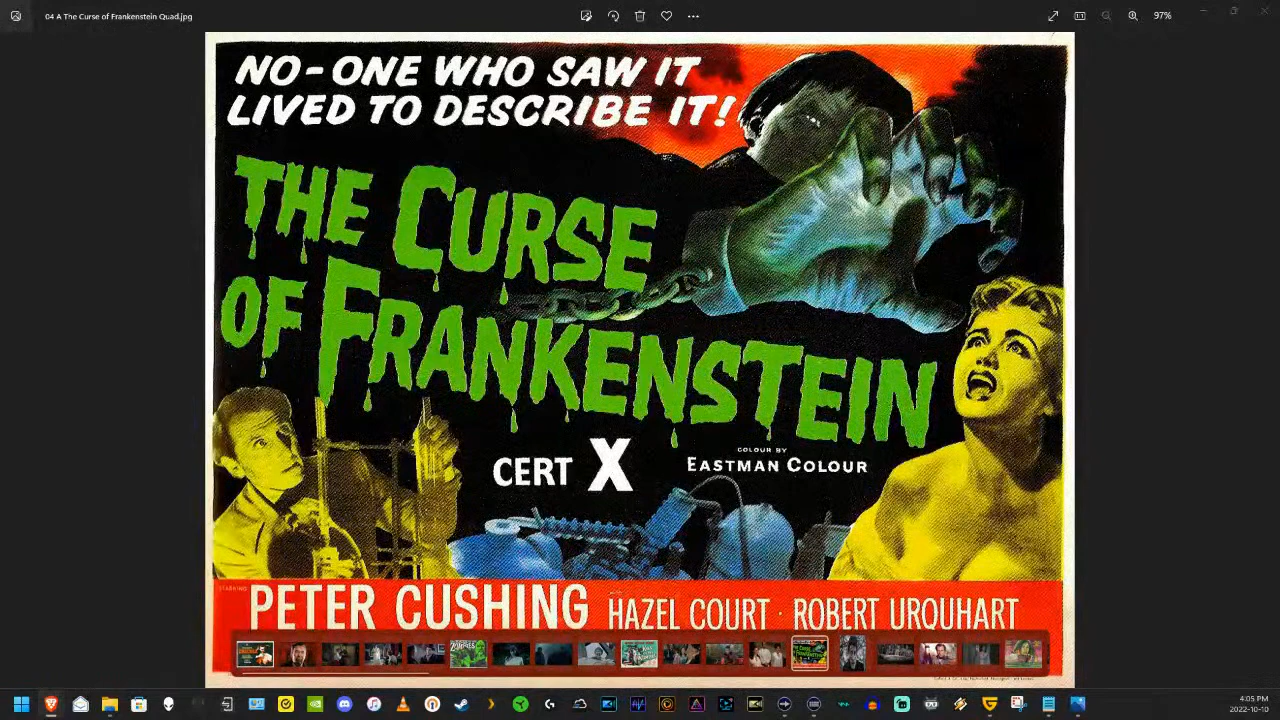 04 A The Curse of Frankenstein Quad.jpg
97%
NO-ONE WHO SAW IT
LIVED TO DESCRIBE IT!
THE CURSE
OF FRANKENSTEIN
CERT X
COLOUR BY
EASTMAN COLOUR
STARRING
PETER CUSHING HAZEL COURT · ROBERT URQUHART
ZOMBIES
4:05 PM
2022-10-10